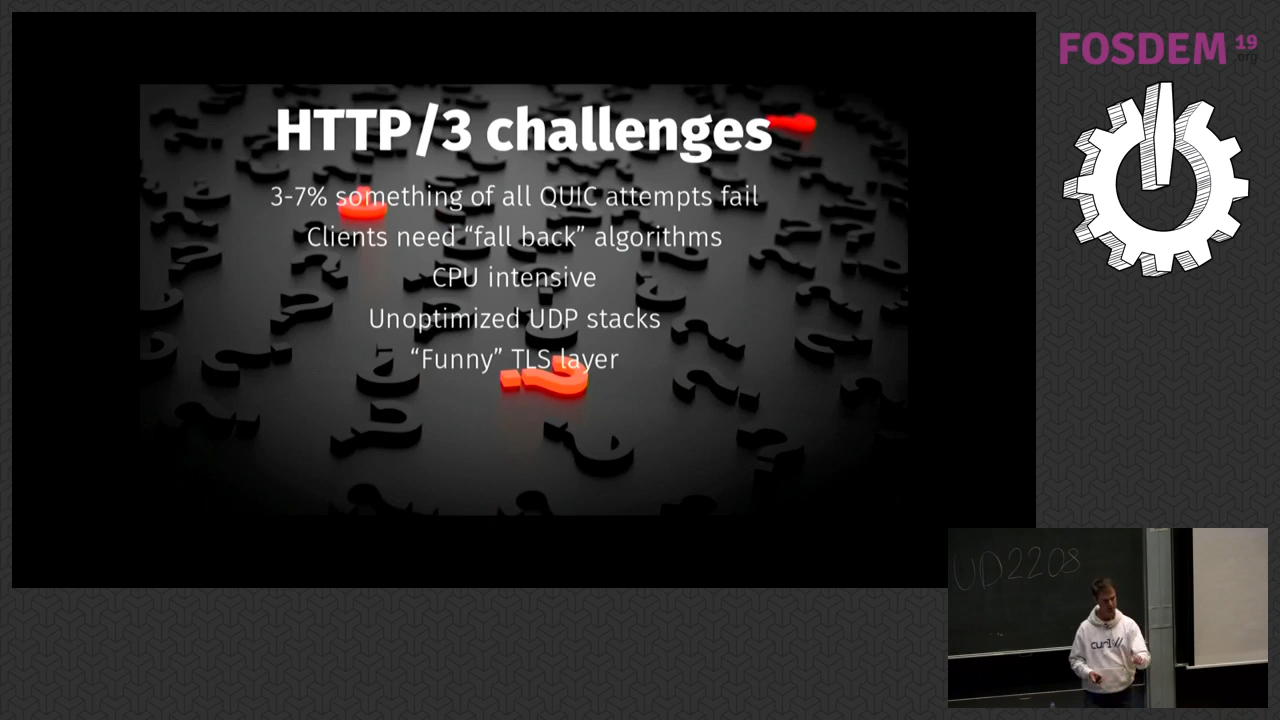 HTTP/3 challenges
3-7% something of all QUIC attempts fail
Clients need “fall back” algorithms
CPU intensive
Unoptimized UDP stacks
“Funny” TLS layer
FOSDEM 19
.org
UD2208
curl://